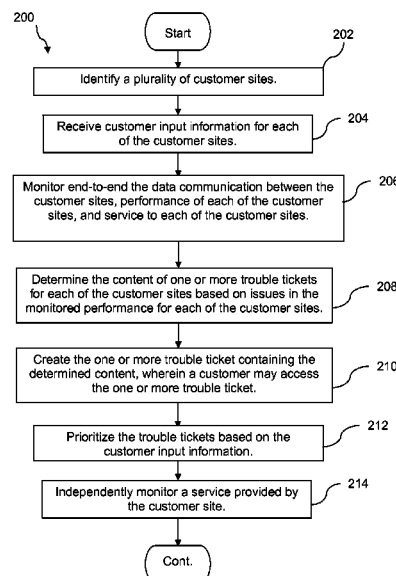 200
Start
202
Identify a plurality of customer sites.
204
Receive customer input information for each
of the customer sites.
206
Monitor end-to-end the data communication between the
customer sites, performance of each of the customer
sites, and service to each of the customer sites.
208
Determine the content of one or more trouble tickets
for each of the customer sites based on issues in the
monitored performance for each of the customer sites.
210
Create the one or more trouble ticket containing the
determined content, wherein a customer may access
the one or more trouble ticket.
212
Prioritize the trouble tickets based on the
customer input information.
214
Independently monitor a service provided by
the customer site.
Cont.